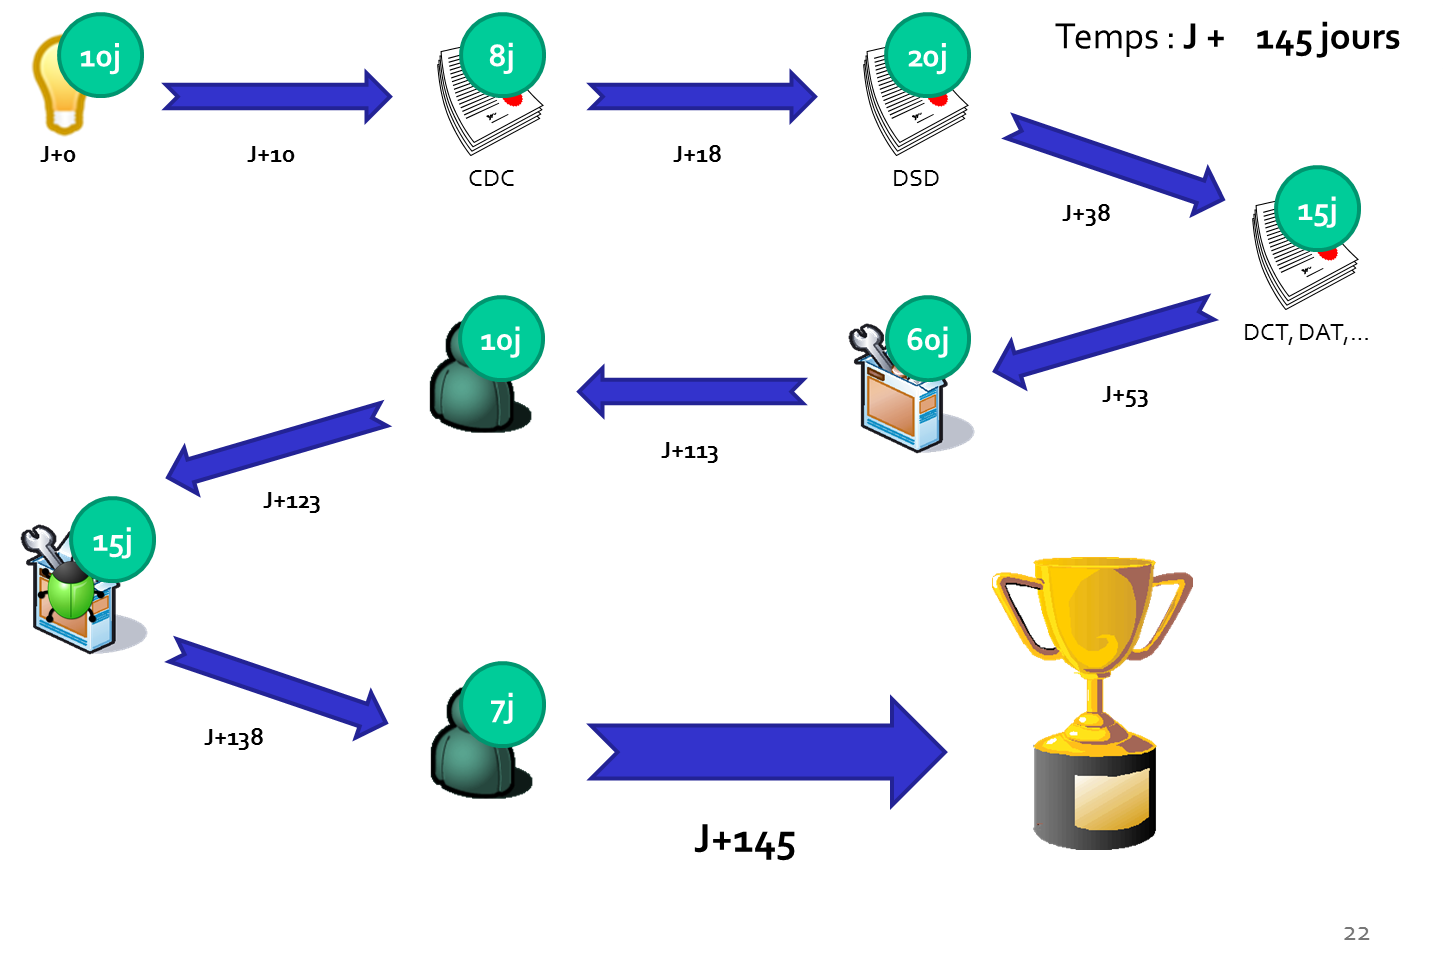 Temps : J + 145 jours
10j
8j
20j
J+0
J+10
CDC
J+18
DSD
J+38
15j
DCT, DAT,...
J+53
60j
J+113
10j
J+123
15j
J+138
7j
J+145
22